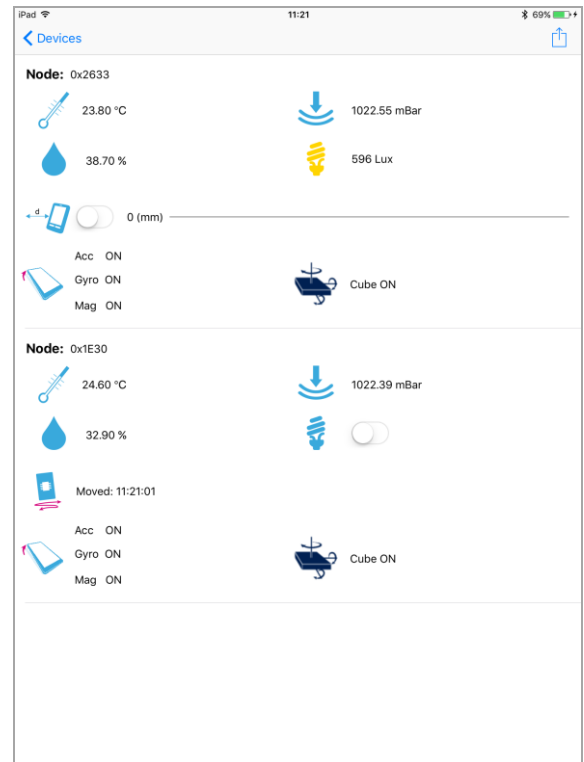 iPad 11:21 69%
Devices
Node: 0x2633
23.80 °C 1022.55 mBar
38.70 % 596 Lux
d 0 (mm)
Acc ON
Gyro ON Cube ON
Mag ON
Node: 0x1E30
24.60 °C 1022.39 mBar
32.90 %
Moved: 11:21:01
Acc ON
Gyro ON Cube ON
Mag ON